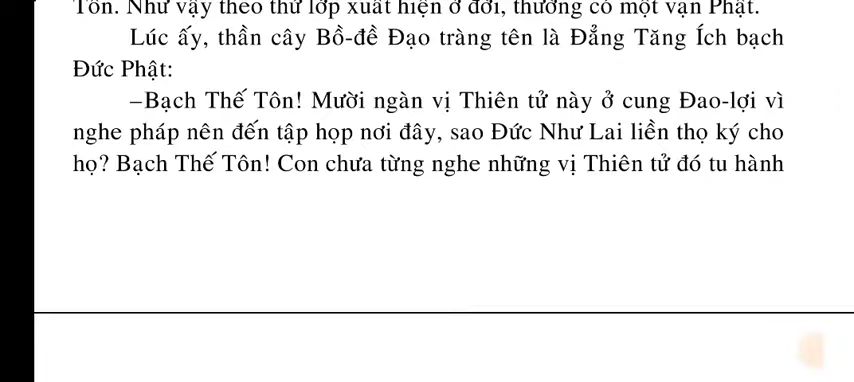 Tôn. Như vậy theo thứ lớp xuất hiện ở đời, thường có một vạn Phật.
Lúc ấy, thần cây Bồ-đề Đạo tràng tên là Đẳng Tăng Ích bạch
Đức Phật:
–Bạch Thế Tôn! Mười ngàn vị Thiên tử này ở cung Đao-lợi vì
nghe pháp nên đến tập họp nơi đây, sao Đức Như Lai liền thọ ký cho
họ? Bạch Thế Tôn! Con chưa từng nghe những vị Thiên tử đó tu hành